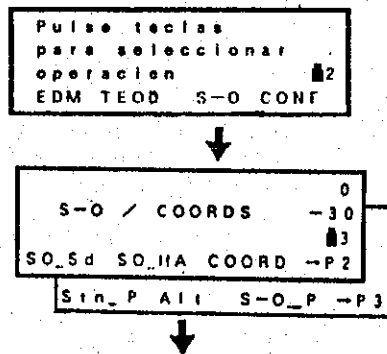 Pulse teclas
para seleccionar
operacion 2
EDM TEOD S-O CONF
0
S-O / COORDS -30
3
SO_Sd SO_HA COORD →P2
Stn_P Alt S-O_P →P3